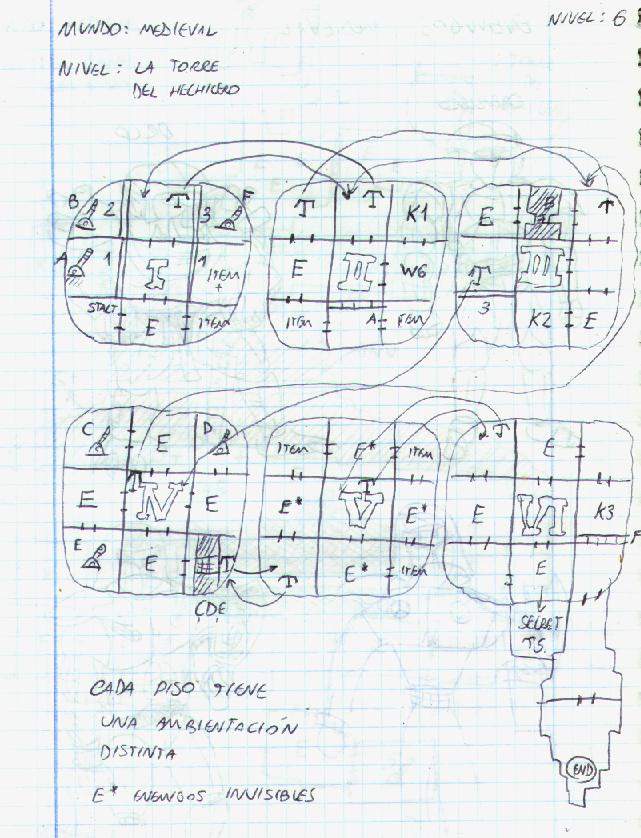 NIVEL: 6
MUNDO: MEDIEVAL
NIVEL: LA TORRE
DEL HECHICERO
B 2 T 3 F
A 1 I 1 ITEM
+
START E ITEM
T T K1
E II W6
ITEM A ITEM
E B T
T III
3 K2 E
C E D
E T IV E
E E T
CDE
ITEM E* ITEM
E* T V E*
T E* ITEM
2 T E
E VI K3
E F
SECRET
T.S.
END
CADA PISO TIENE
UNA AMBIENTACIÓN
DISTINTA
E* ENEMIGOS INVISIBLES